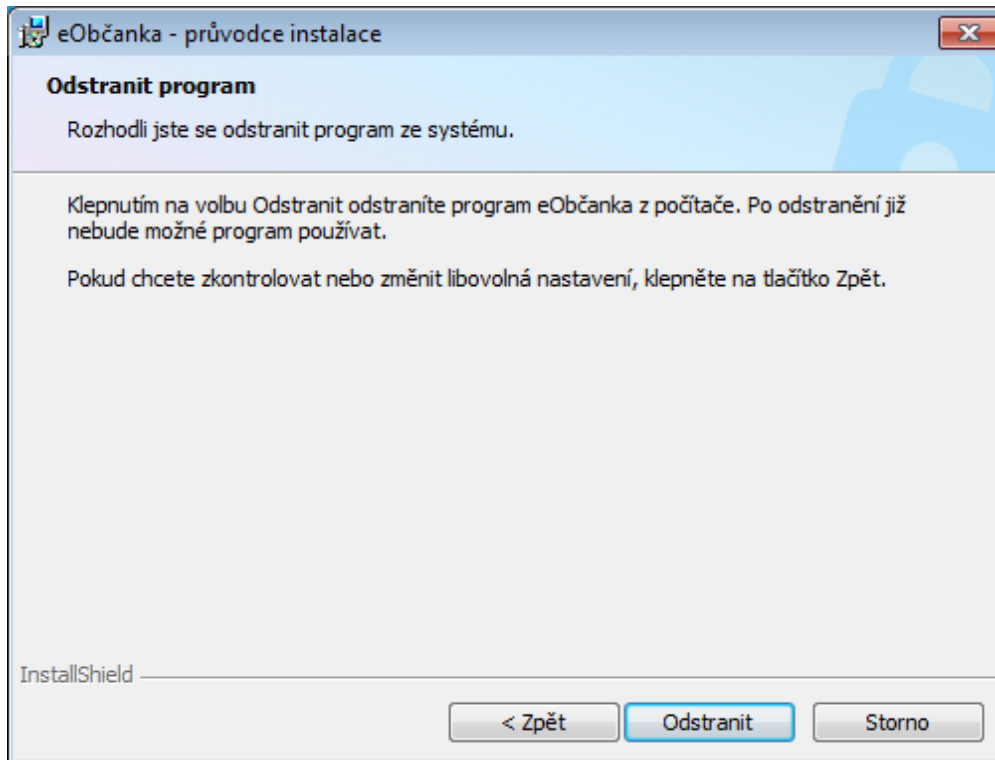 eObčanka - průvodce instalace
Odstranit program
Rozhodli jste se odstranit program ze systému.
Klepnutím na volbu Odstranit odstraníte program eObčanka z počítače. Po odstranění již
nebude možné program používat.
Pokud chcete zkontrolovat nebo změnit libovolná nastavení, klepněte na tlačítko Zpět.
InstallShield
< Zpět
Odstranit
Storno